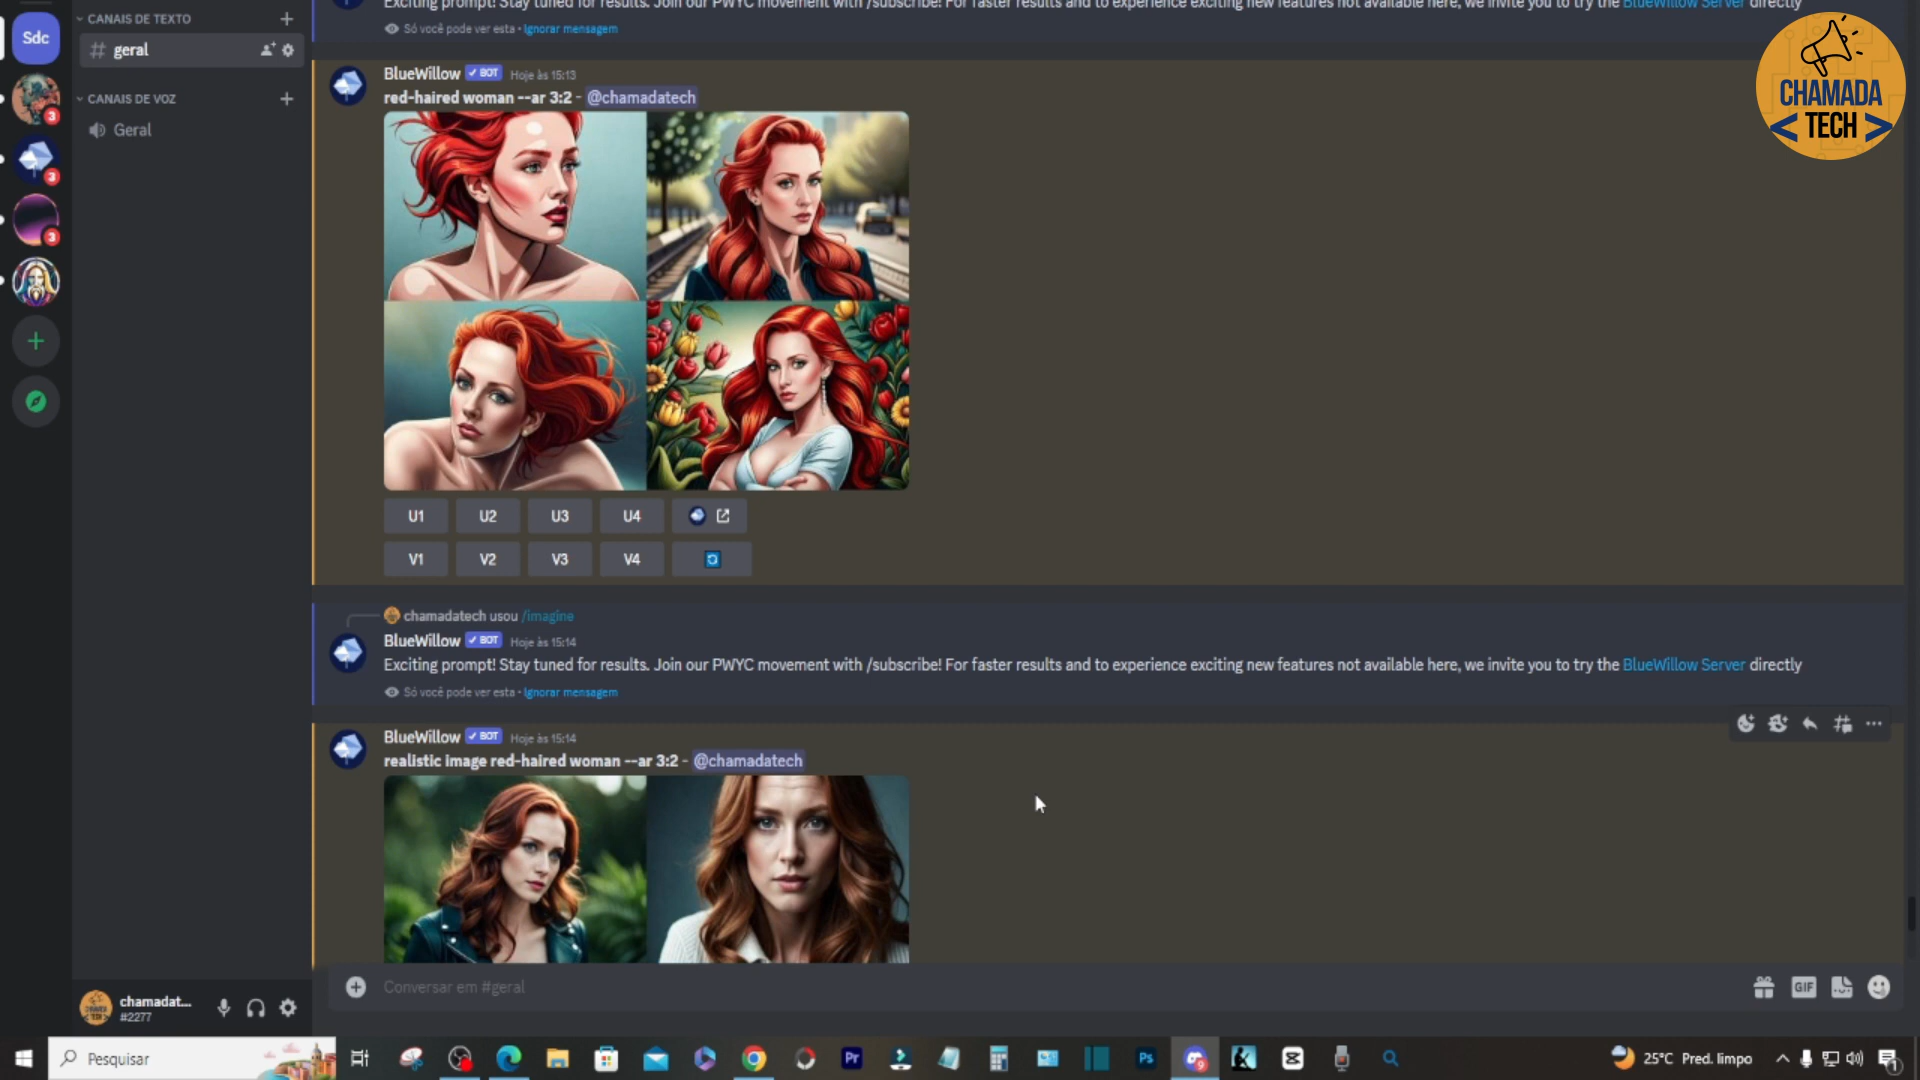 Sdc
3
3
3
CANAIS DE TEXTO
geral
CANAIS DE VOZ
Geral
Exciting prompt! Stay tuned for results. Join our PWYC movement with /subscribe! For faster results and to experience exciting new features not available here, we invite you to try the BlueWillow Server directly
Só você pode ver esta • Ignorar mensagem
BlueWillow ✓ BOT Hoje às 15:13
red-haired woman --ar 3:2 - @chamadatech
U1 U2 U3 U4
V1 V2 V3 V4
chamadatech usou /imagine
BlueWillow ✓ BOT Hoje às 15:14
Exciting prompt! Stay tuned for results. Join our PWYC movement with /subscribe! For faster results and to experience exciting new features not available here, we invite you to try the BlueWillow Server directly
Só você pode ver esta • Ignorar mensagem
BlueWillow ✓ BOT Hoje às 15:14
realistic image red-haired woman --ar 3:2 - @chamadatech
Conversar em #geral
GIF
CHAMADA
< TECH >
chamadat...
#2277
Pesquisar
Pr
Ps
25°C Pred. limpo
1